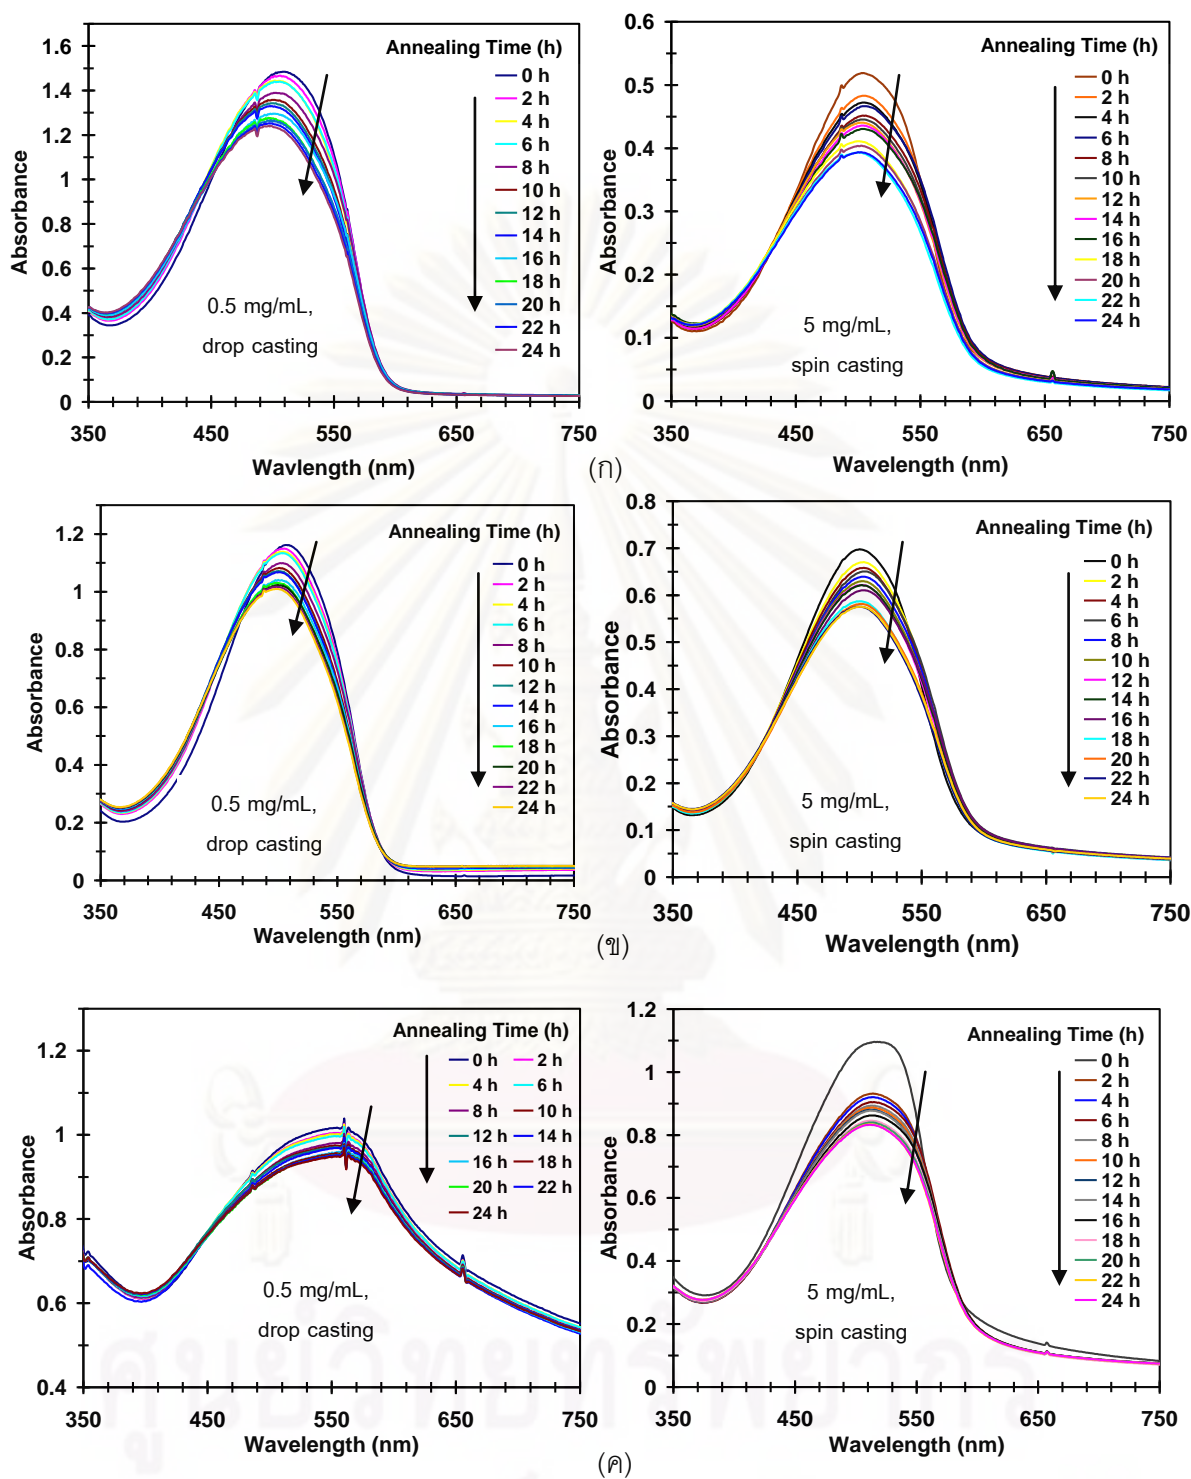 Annealing Time (h)
0 h
2 h
4 h
6 h
8 h
10 h
12 h
14 h
16 h
18 h
20 h
22 h
24 h
0.5 mg/mL,
drop casting
Absorbance
1.6
1.4
1.2
1
0.8
0.6
0.4
0.2
0
350 450 550 650 750
Wavelength (nm)
Annealing Time (h)
0 h
2 h
4 h
6 h
8 h
10 h
12 h
14 h
16 h
18 h
20 h
22 h
24 h
5 mg/mL,
spin casting
Absorbance
0.6
0.5
0.4
0.3
0.2
0.1
0
350 450 550 650 750
Wavelength (nm)
(ก)
Annealing Time (h)
0 h
2 h
4 h
6 h
8 h
10 h
12 h
14 h
16 h
18 h
20 h
22 h
24 h
0.5 mg/mL,
drop casting
Absorbance
1.2
1
0.8
0.6
0.4
0.2
0
350 450 550 650 750
Wavelength (nm)
Annealing Time (h)
0 h
2 h
4 h
6 h
8 h
10 h
12 h
14 h
16 h
18 h
20 h
22 h
24 h
5 mg/mL,
spin casting
Absorbance
0.8
0.7
0.6
0.5
0.4
0.3
0.2
0.1
0
350 450 550 650 750
Wavelength (nm)
(ข)
Annealing Time (h)
0 h 2 h
4 h 6 h
8 h 10 h
12 h 14 h
16 h 18 h
20 h 22 h
24 h
0.5 mg/mL,
drop casting
Absorbance
1.2
1
0.8
0.6
0.4
350 450 550 650 750
Wavelength (nm)
Annealing Time (h)
0 h
2 h
4 h
6 h
8 h
10 h
12 h
14 h
16 h
18 h
20 h
22 h
24 h
5 mg/mL,
spin casting
Absorbance
1.2
1
0.8
0.6
0.4
0.2
0
350 450 550 650 750
Wavelength (nm)
(ค)
ศูนย์วิทยทรัพยากร